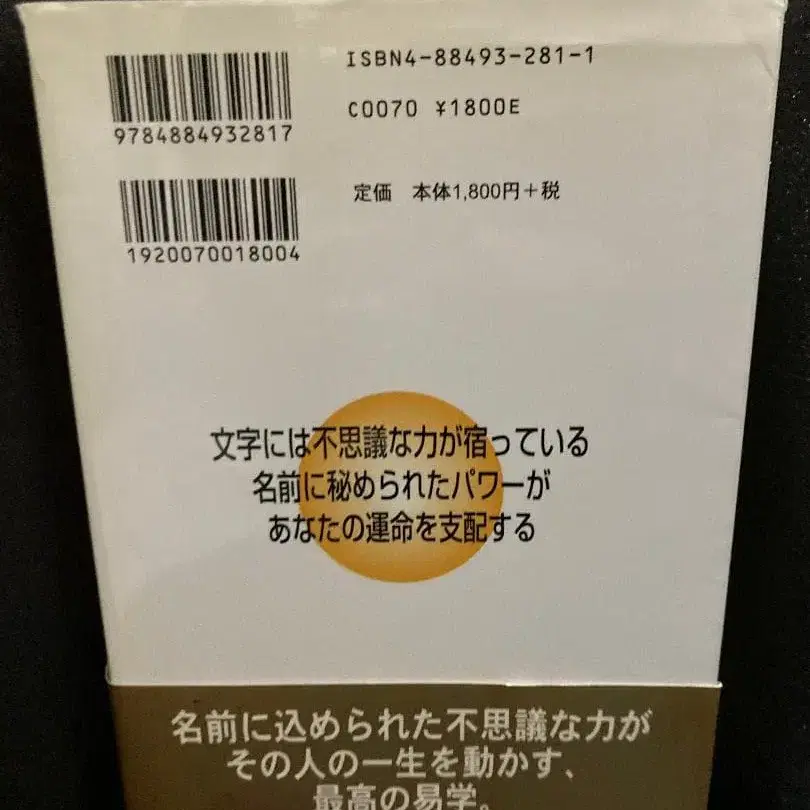 ISBN4-88493-281-1
9784884932817
C0070 ¥1800E
1920070018004
定価 本体1,800円+税
文字には不思議な力が宿っている
名前に秘められたパワーが
あなたの運命を支配する
名前に込められた不思議な力が
その人の一生を動かす、
最高の易学。